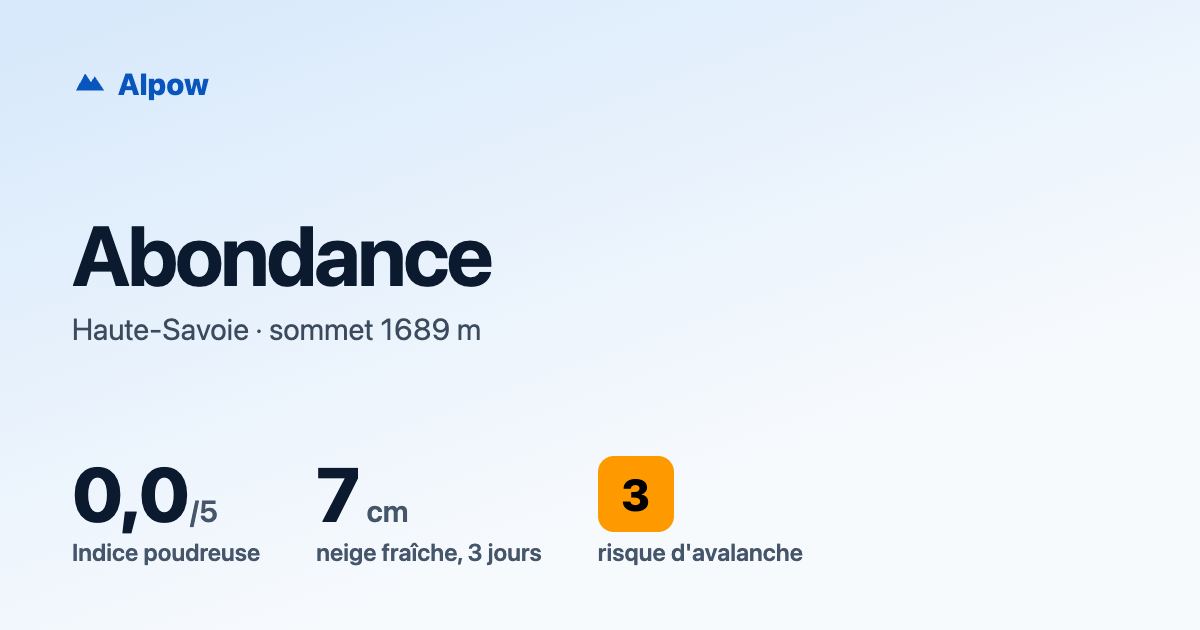 Alpow
Abondance
Haute-Savoie · sommet 1689 m
0,0/5
Indice poudreuse
7 cm
neige fraîche, 3 jours
3
risque d'avalanche